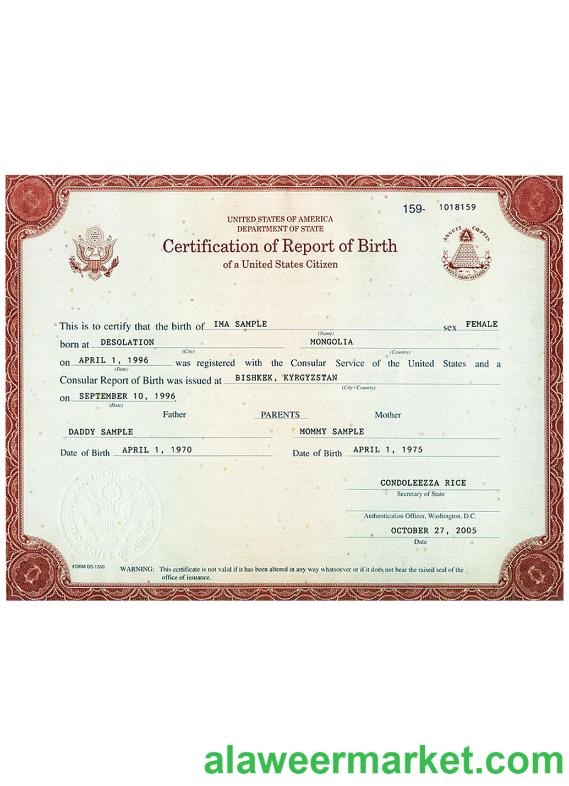 159- 1018159
UNITED STATES OF AMERICA
DEPARTMENT OF STATE
Certification of Report of Birth
of a United States Citizen
ANNUIT CŒPTIS
This is to certify that the birth of IMA SAMPLE sex FEMALE
(Name)
born at DESOLATION MONGOLIA
(City) (Country)
on APRIL 1, 1996 was registered with the Consular Service of the United States and a
(Date)
Consular Report of Birth was issued at BISHKEK, KYRGYZSTAN
(City/Country)
on SEPTEMBER 10, 1996
(Date)
Father PARENTS Mother
DADDY SAMPLE MOMMY SAMPLE
Date of Birth APRIL 1, 1970 Date of Birth APRIL 1, 1975
CONDOLEEZZA RICE
Secretary of State
Authentication Officer, Washington, D.C.
OCTOBER 27, 2005
Date
FORM DS-1350
WARNING: This certificate is not valid if it has been altered in any way whatsoever or if it does not bear the raised seal of the
office of issuance.
alaweermarket.com